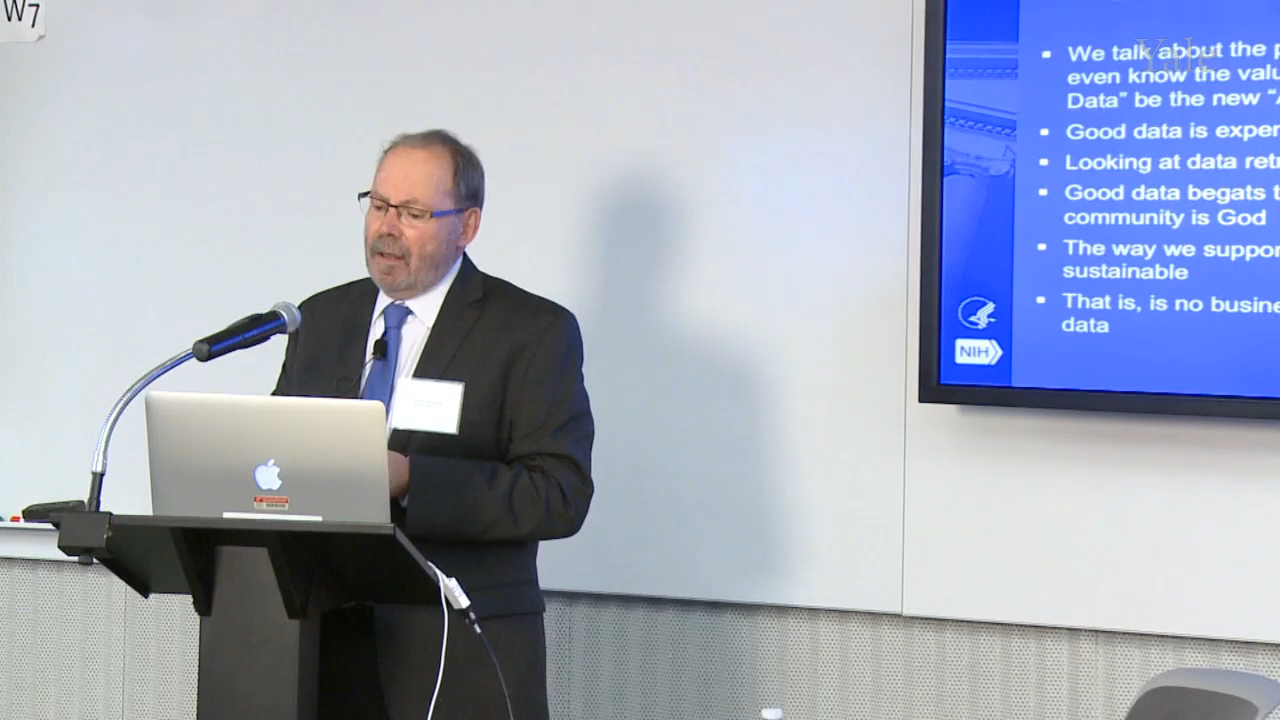 W7
Yale
We talk about the
even know the valu
Data” be the new “A
Good data is exper
Looking at data retr
Good data begats t
community is God
The way we suppor
sustainable
That is, is no busine
data
NIH